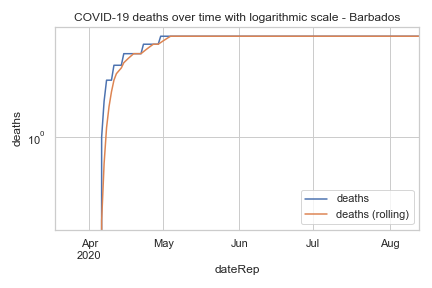 COVID-19 deaths over time with logarithmic scale - Barbados
deaths
10⁰
deaths
deaths (rolling)
Apr
2020
May
Jun
Jul
Aug
dateRep